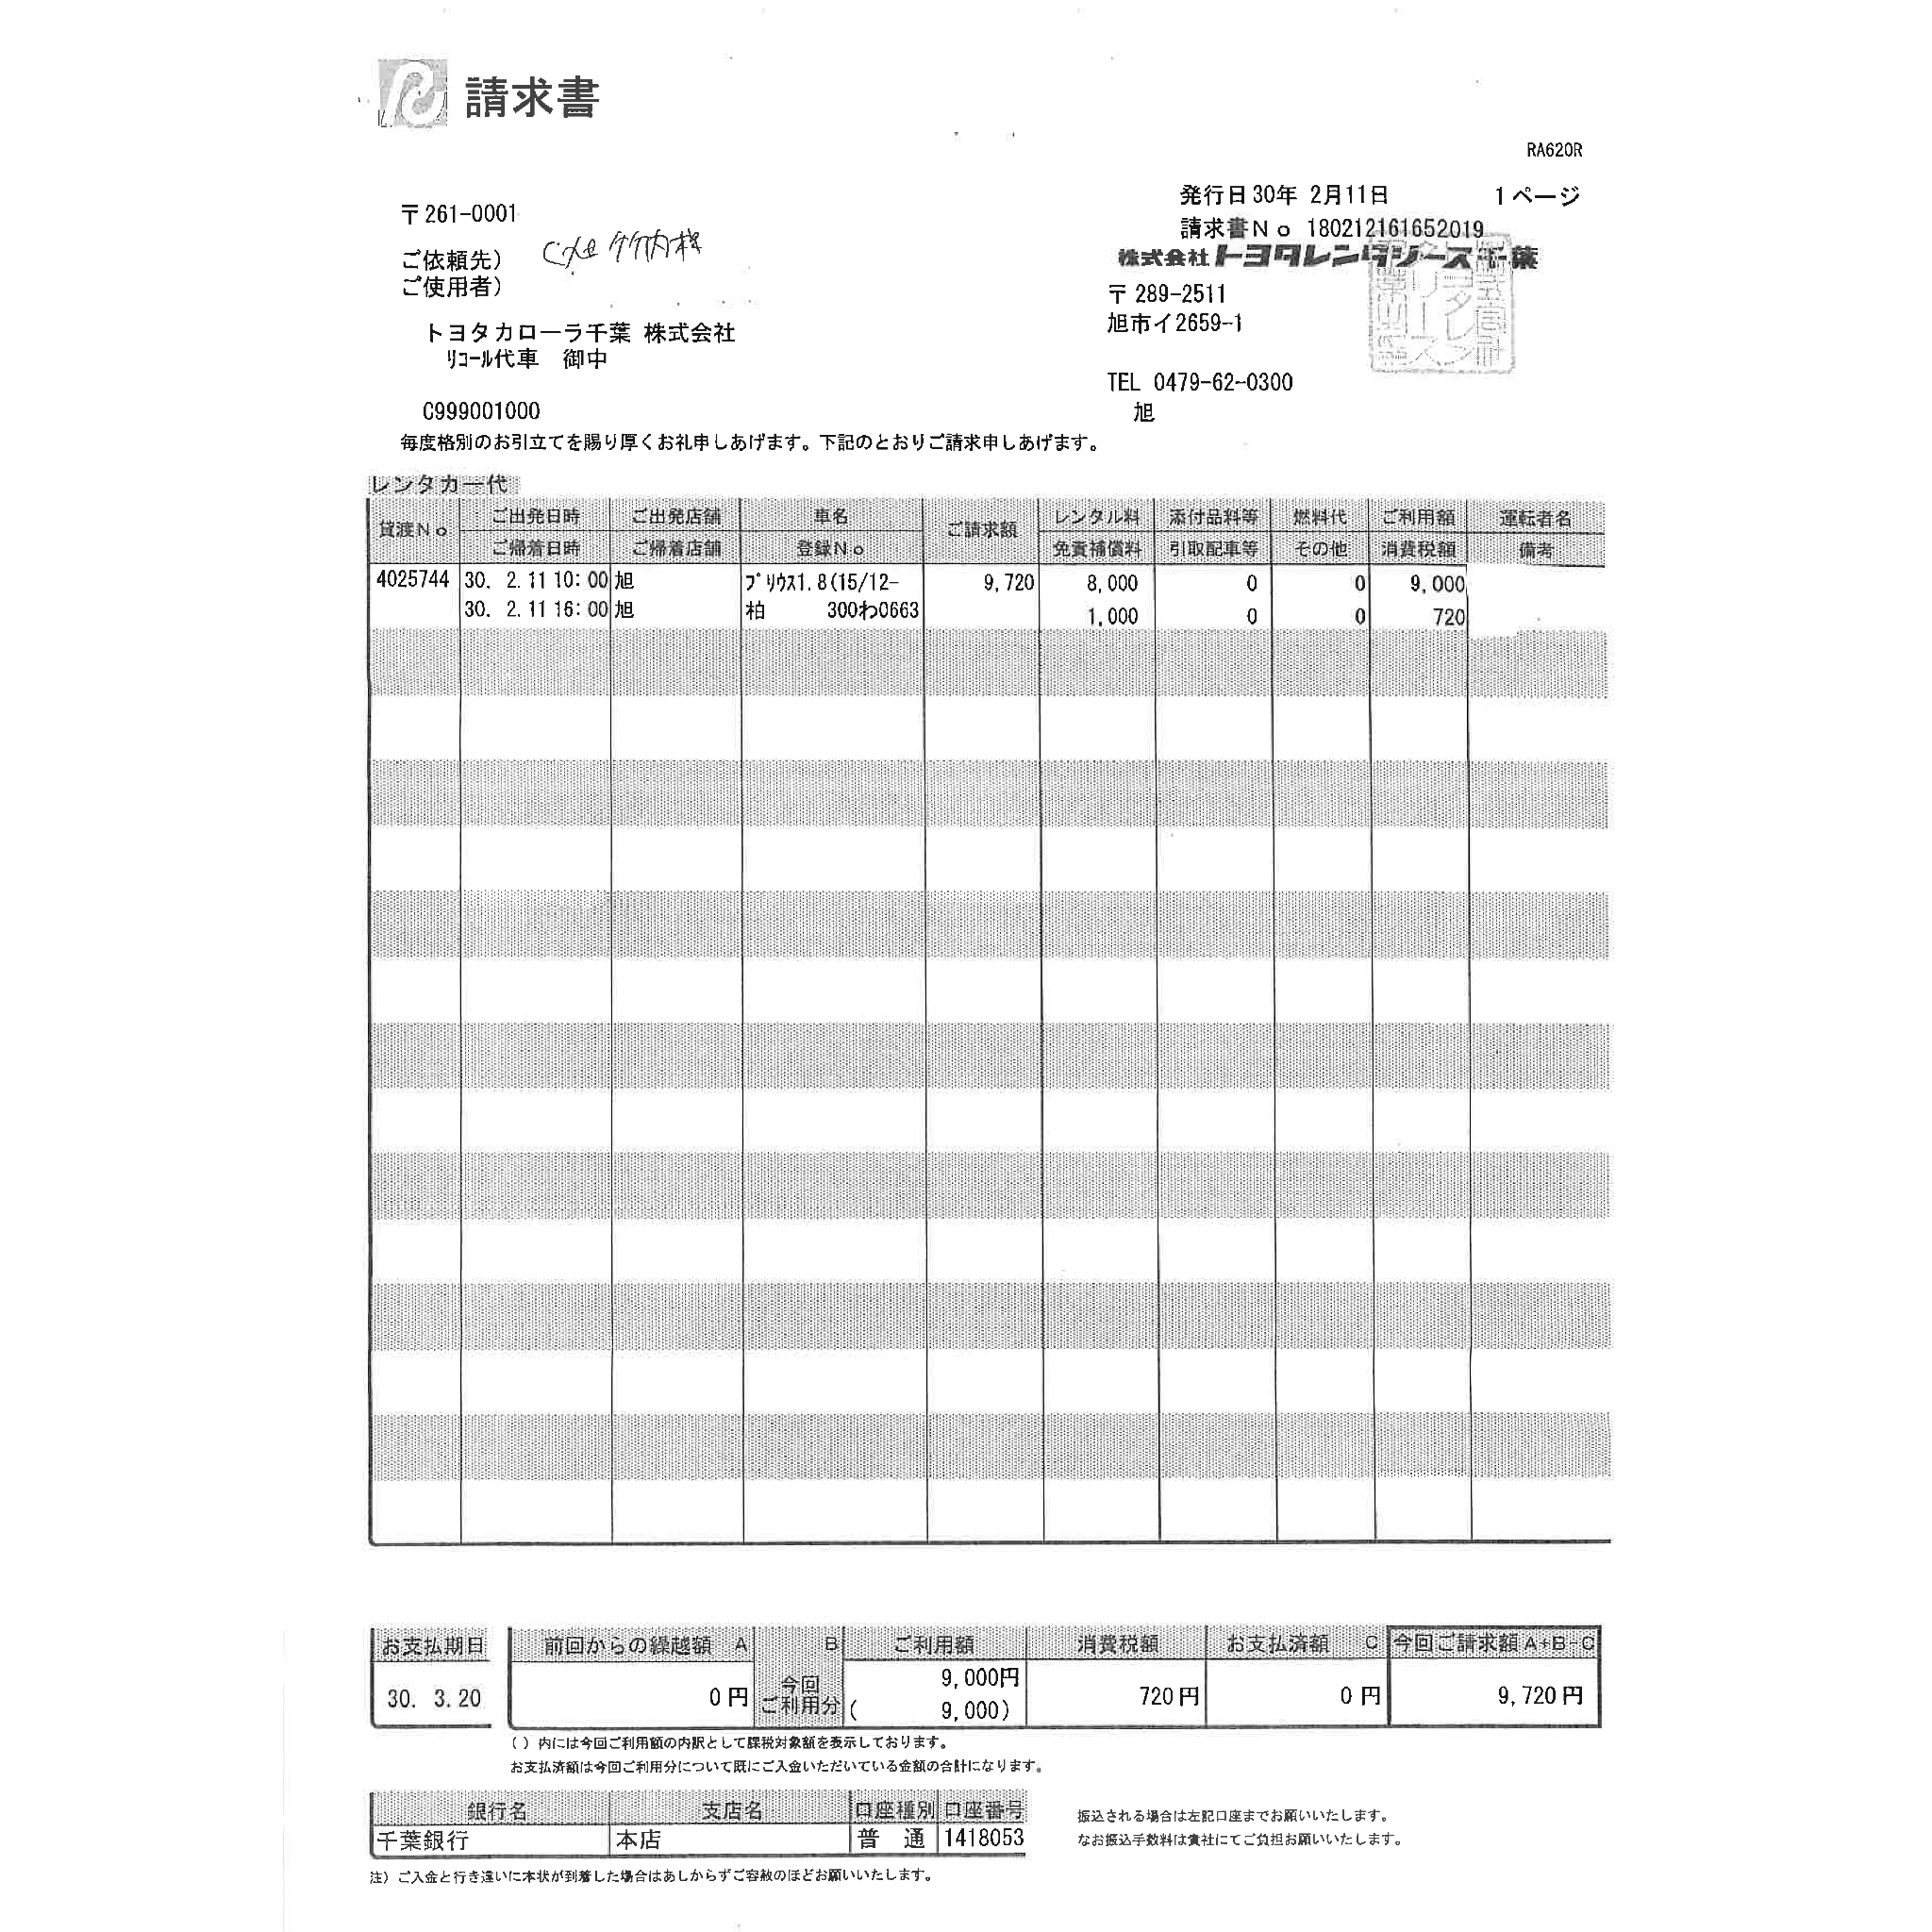 請求書
RA620R
発行日30年 2月11日 1ページ
請求書No 180212161652019
株式会社トヨタレンタリース千葉
〒289-2511
旭市イ2659-1
TEL 0479-62-0300
旭
〒261-0001
ご依頼先) 竹内様
ご使用者)
トヨタカローラ千葉 株式会社
ﾘｺｰﾙ代車 御中
C999001000
毎度格別のお引立てを賜り厚くお礼申しあげます。下記のとおりご請求申しあげます。
レンタカー代
貸渡No ご出発日時 ご出発店舗 車名 ご請求額 レンタル料 添付品料等 燃料代 ご利用額 運転者名
ご帰着日時 ご帰着店舗 登録No 免責補償料 引取配車等 その他 消費税額 備考
4025744 30. 2.11 10:00 旭 ﾌﾟﾘｳｽ1.8(15/12- 9,720 8,000 0 0 9,000
30. 2.11 16:00 旭 柏 300わ0663 1,000 0 0 720
お支払期日 前回からの繰越額 A B ご利用額 消費税額 お支払済額 C 今回ご請求額A+B-C
30. 3.20 0円 今回ご利用分 9,000円 720円 0円 9,720円
( 9,000)
( ) 内には今回ご利用額の内訳として課税対象額を表示しております。
お支払済額は今回ご利用分について既にご入金いただいている金額の合計になります。
銀行名 支店名 口座種別 口座番号
千葉銀行 本店 普 通 1418053
振込される場合は左記口座までお願いいたします。
なお振込手数料は貴社にてご負担お願いいたします。
注) ご入金と行き違いに本状が到着した場合はあしからずご容赦のほどお願いいたします。